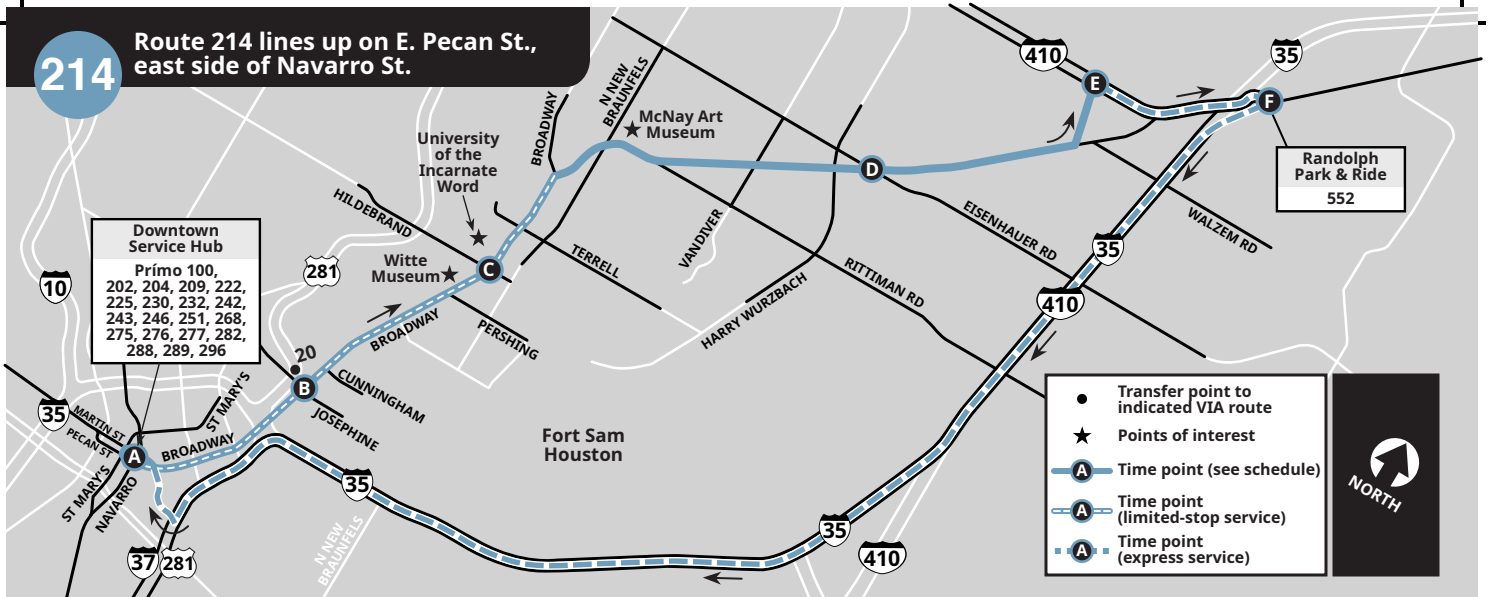 214
Route 214 lines up on E. Pecan St.,
east side of Navarro St.
410
35
E
F
N NEW
BRAUNFELS
BROADWAY
McNay Art
Museum
University
of the
Incarnate
Word
D
Randolph
Park & Ride
552
HILDEBRAND
EISENHAUER RD
WALZEM RD
Downtown
Service Hub
Prímo 100,
202, 204, 209, 222,
225, 230, 232, 242,
243, 246, 251, 268,
275, 276, 277, 282,
288, 289, 296
10
281
Witte
Museum
C
TERRELL
VANDIVER
RITTIMAN RD
HARRY WURZBACH
35
410
BROADWAY
PERSHING
20
B
CUNNINGHAM
JOSEPHINE
35
MARTIN ST
PECAN ST
ST MARY'S
A
BROADWAY
ST MARY'S
NAVARRO
Fort Sam
Houston
35
N NEW
BRAUNFELS
37
281
35
410
Transfer point to
indicated VIA route
Points of interest
A
Time point (see schedule)
A
Time point
(limited-stop service)
A
Time point
(express service)
NORTH